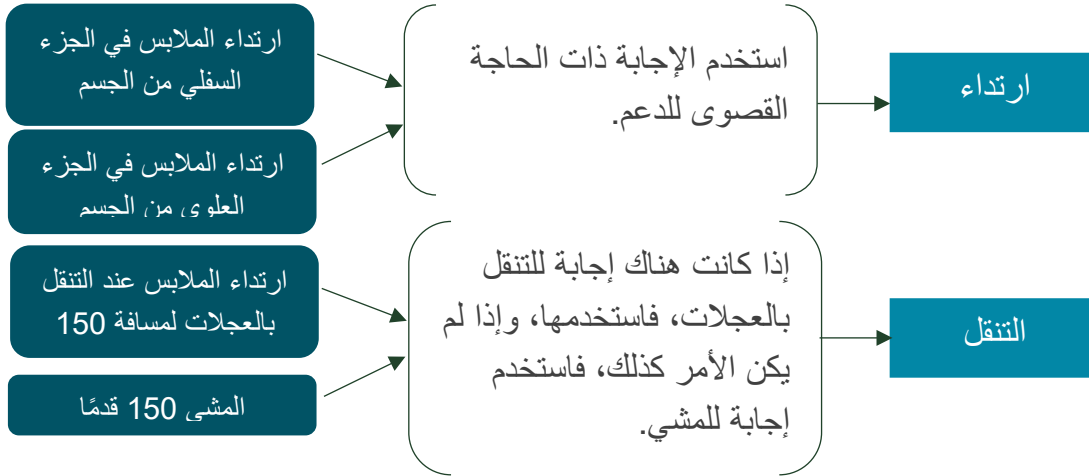 ارتداء الملابس في الجزء
السفلي من الجسم
ارتداء الملابس في الجزء
العلوي من الجسم
استخدم الإجابة ذات الحاجة
القصوى للدعم.
ارتداء
ارتداء الملابس عند التنقل
بالعجلات لمسافة 150
المشي 150 قدمًا
إذا كانت هناك إجابة للتنقل
بالعجلات، فاستخدمها، وإذا لم
يكن الأمر كذلك، فاستخدم
إجابة للمشي.
التنقل